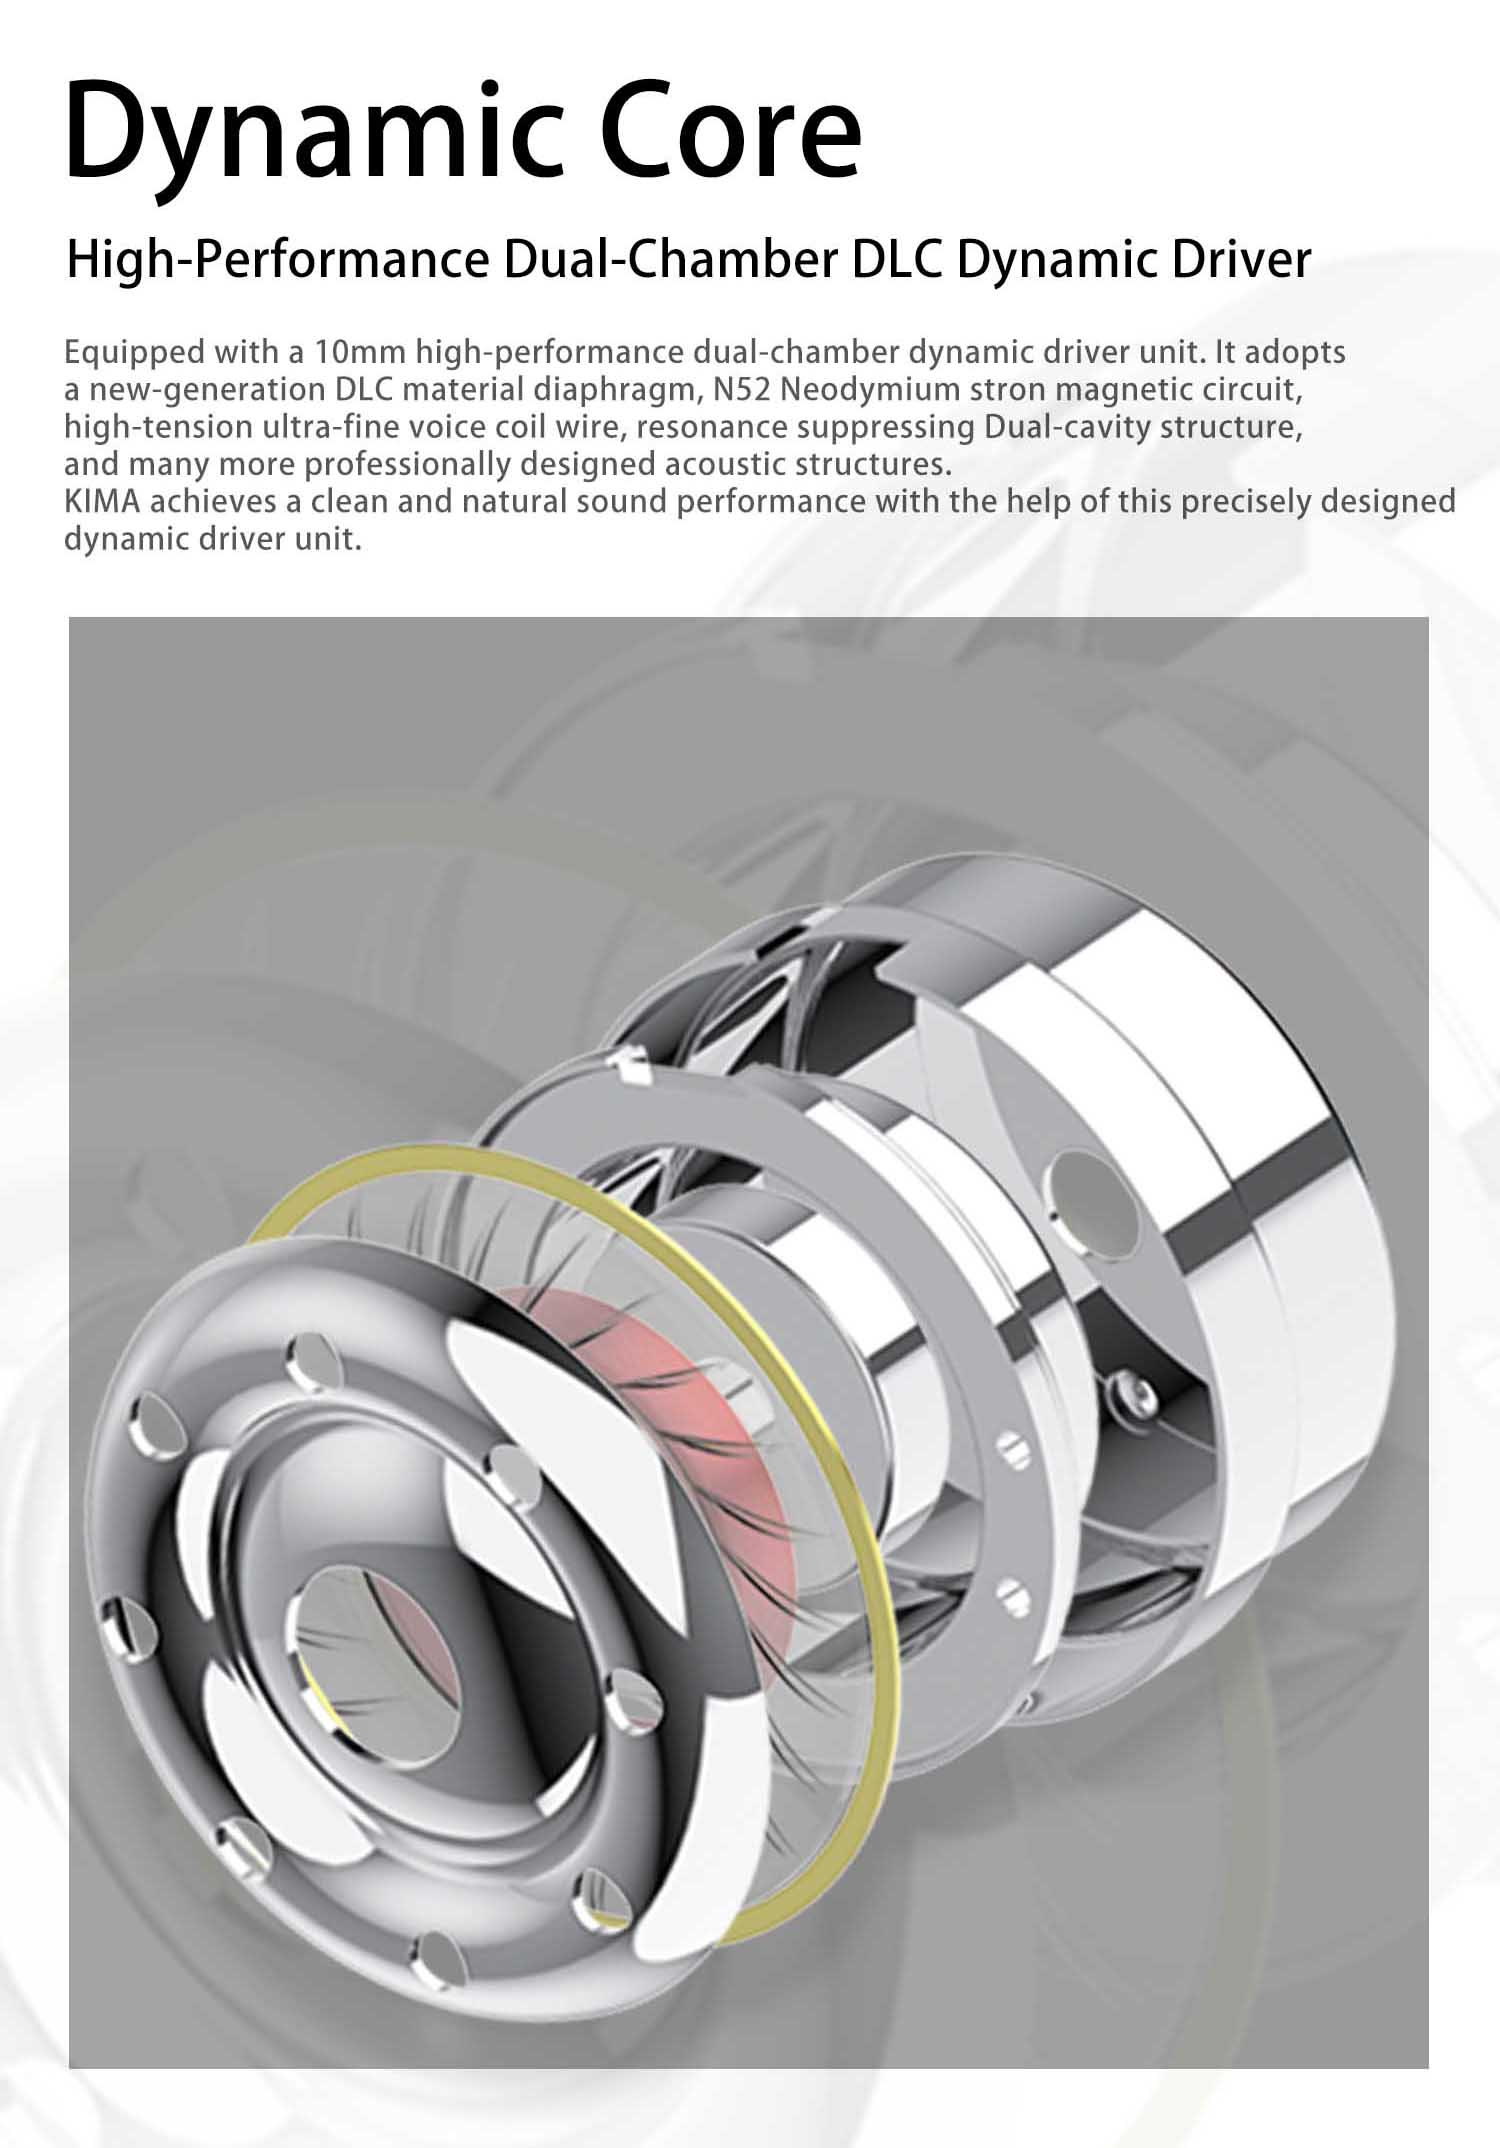 Dynamic Core
High-Performance Dual-Chamber DLC Dynamic Driver
Equipped with a 10mm high-performance dual-chamber dynamic driver unit. It adopts
a new-generation DLC material diaphragm, N52 Neodymium stron magnetic circuit,
high-tension ultra-fine voice coil wire, resonance suppressing Dual-cavity structure,
and many more professionally designed acoustic structures.
KIMA achieves a clean and natural sound performance with the help of this precisely designed
dynamic driver unit.